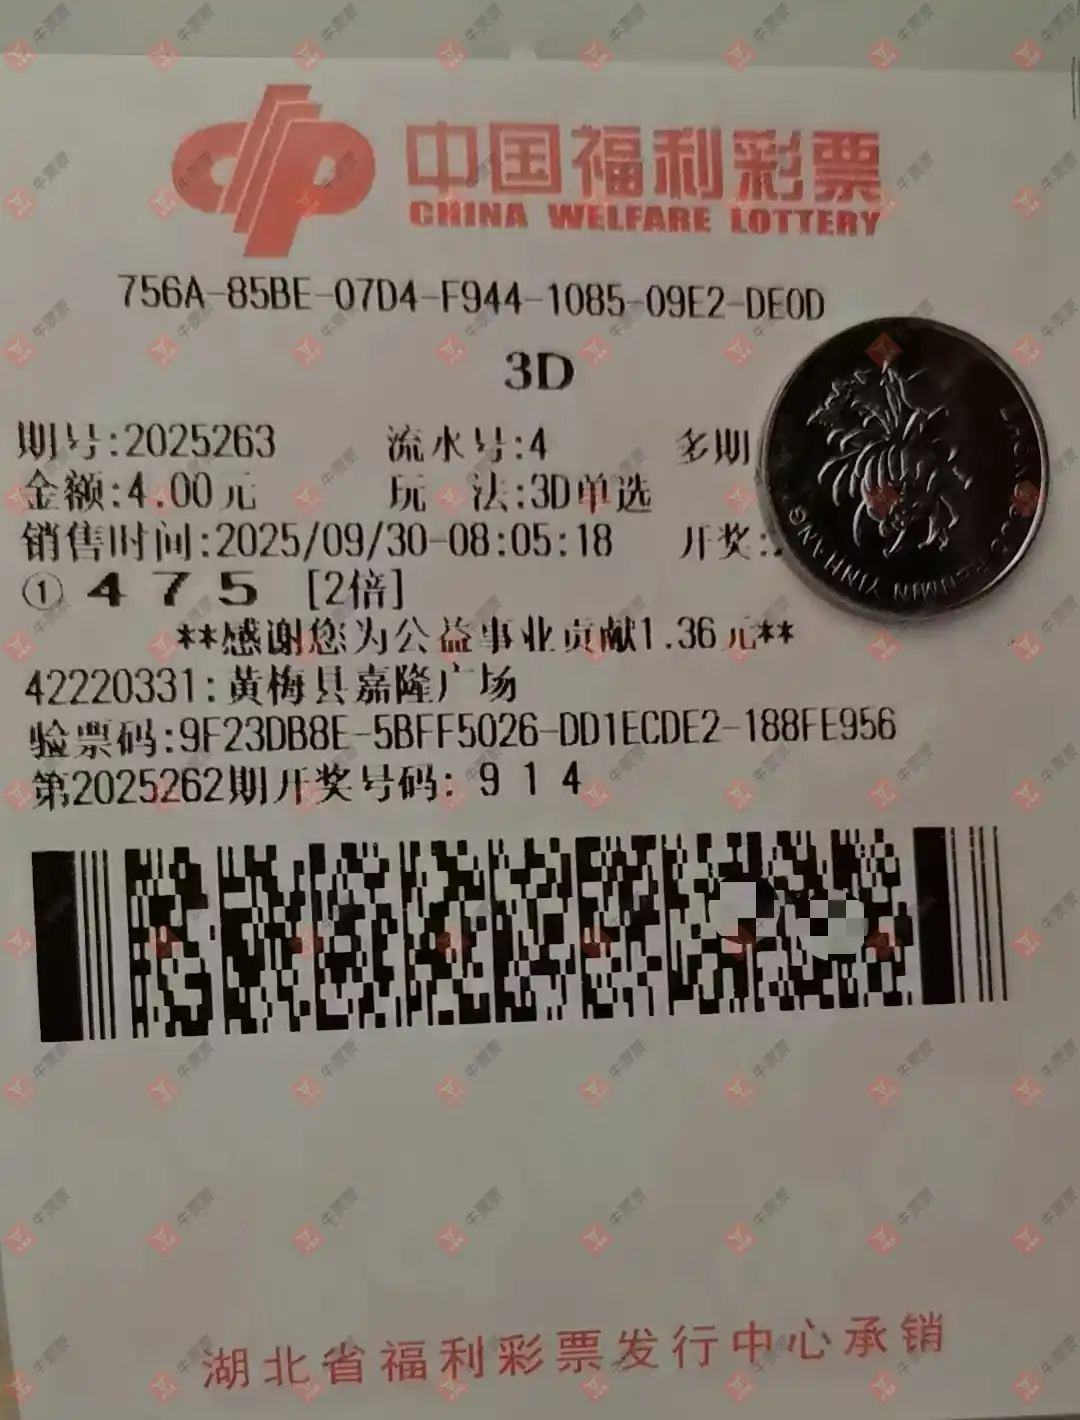 中国福利彩票
CHINA WELFARE LOTTERY
756A-85BE-07D4-F944-1085-09E2-DE0D
3D
期号:2025263 流水号:4 多期
金额:4.00元 玩 法:3D单选
销售时间:2025/09/30-08:05:18 开奖:
① 4 7 5 [2倍]
**感谢您为公益事业贡献1.36元**
42220331:黄梅县嘉隆广场
验票码:9F23DB8E-5BFF5026-DD1ECDE2-188FE956
第2025262期开奖号码: 9 1 4
湖北省福利彩票发行中心承销